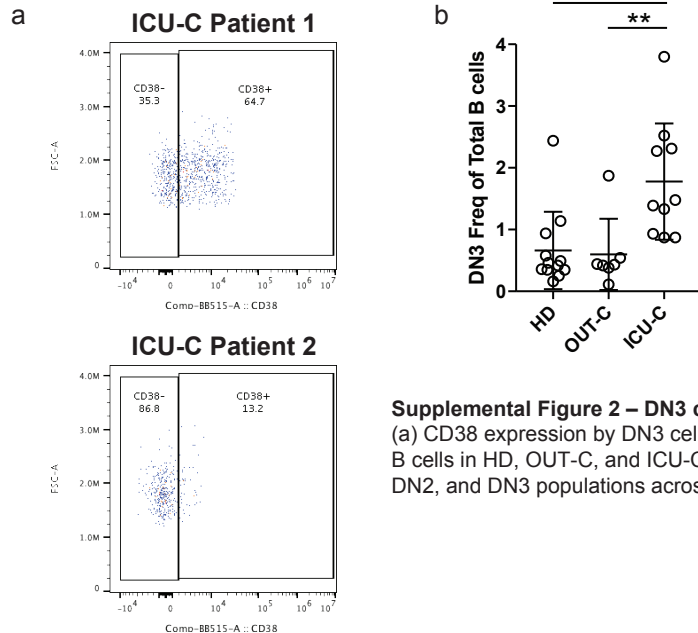 a
ICU-C Patient 1
4.0M
3.0M
2.0M
1.0M
0
FSC-A
CD38-
35.3
CD38+
64.7
-10^4 0 10^4 10^5 10^6 10^7
Comp-BB515-A :: CD38
ICU-C Patient 2
4.0M
3.0M
2.0M
1.0M
0
FSC-A
CD38-
86.8
CD38+
13.2
-10^4 0 10^4 10^5 10^6 10^7
Comp-BB515-A :: CD38
b
**
DN3 Freq of Total B cells
4
3
2
1
0
HD
OUT-C
ICU-C
Supplemental Figure 2 – DN3
(a) CD38 expression by DN3 cel
B cells in HD, OUT-C, and ICU-C
DN2, and DN3 populations acros